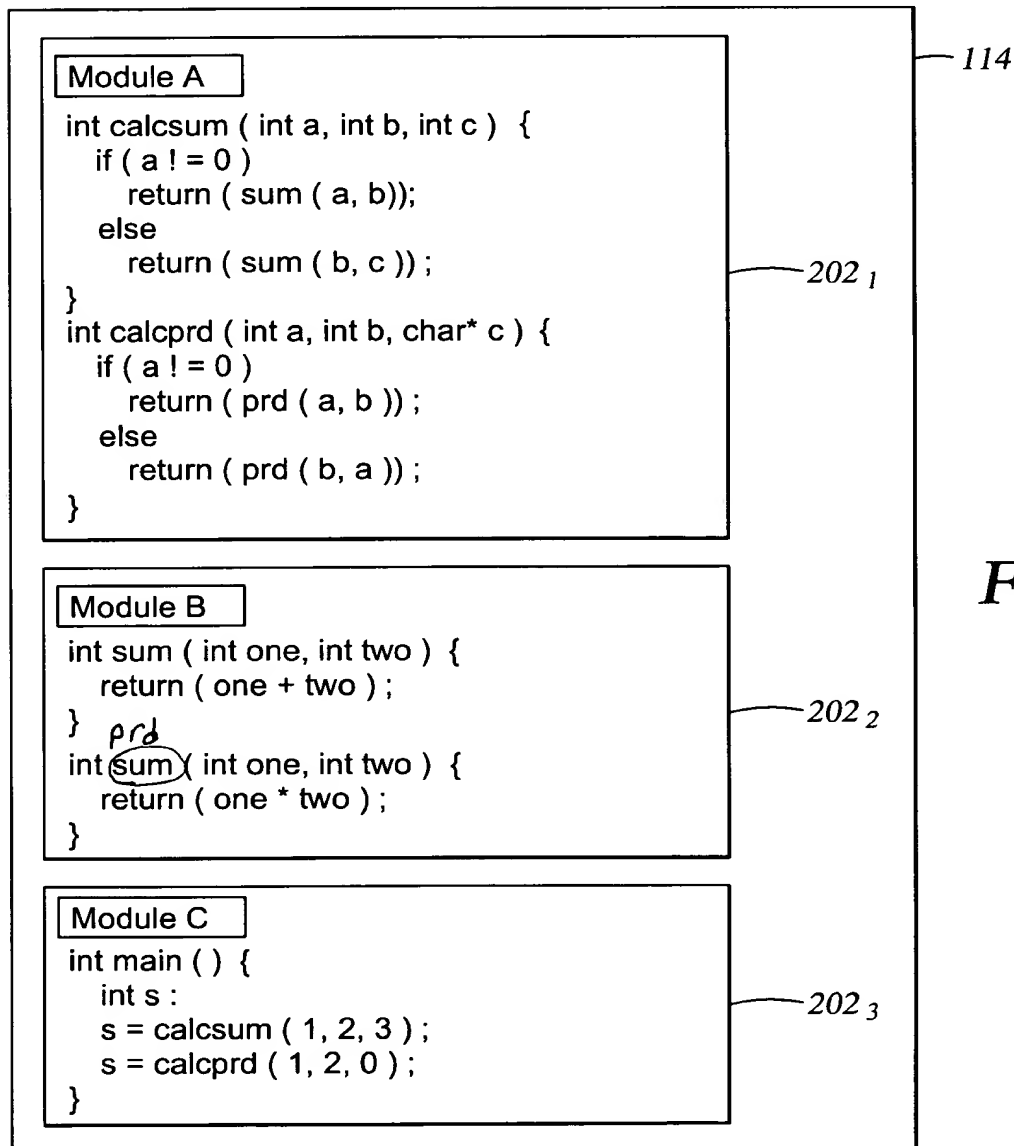 114
Module A
int calcsum ( int a, int b, int c ) {
if ( a ! = 0 )
return ( sum ( a, b));
else
return ( sum ( b, c )) ;
}
202 1
int calcprd ( int a, int b, char* c ) {
if ( a ! = 0 )
return ( prd ( a, b )) ;
else
return ( prd ( b, a )) ;
}
F
Module B
int sum ( int one, int two ) {
return ( one + two ) ;
}
202 2
prd
int sum ( int one, int two ) {
return ( one * two ) ;
}
Module C
int main ( ) {
int s :
202 3
s = calcsum ( 1, 2, 3 ) ;
s = calcprd ( 1, 2, 0 ) ;
}